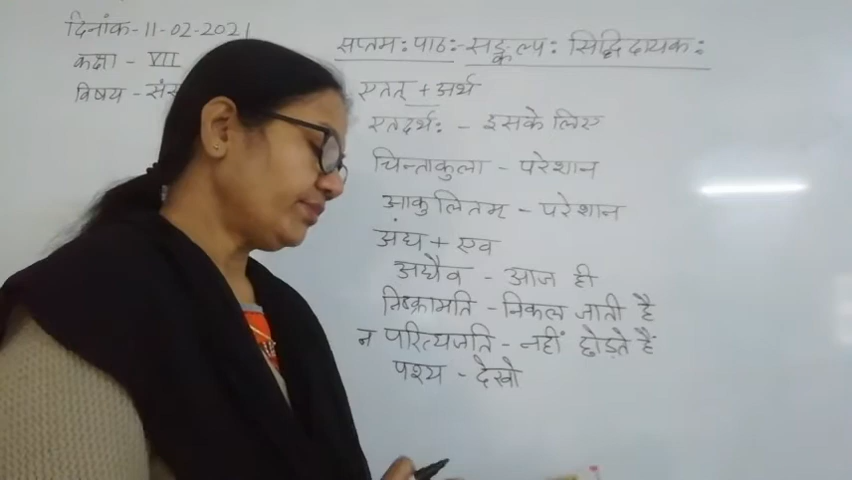 दिनांक-11-02-2021
कक्षा - VII
विषय - संस
सप्तम: पाठ:- सङ्कल्प: सिद्धिदायक:
एतत् + अर्थ
एतदर्थ: - इसके लिए
चिन्ताकुला - परेशान
आकुलितम् - परेशान
अद्य + एव
अद्यैव - आज ही
निष्क्रामति - निकल जाती है
न परित्यजति - नहीं छोड़ते हैं
पश्य - देखो